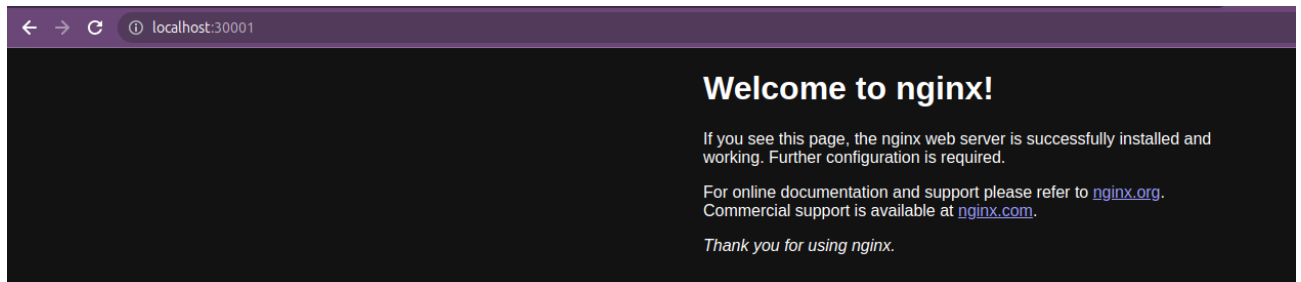 localhost:30001
Welcome to nginx!
If you see this page, the nginx web server is successfully installed and
working. Further configuration is required.
For online documentation and support please refer to nginx.org.
Commercial support is available at nginx.com.
Thank you for using nginx.